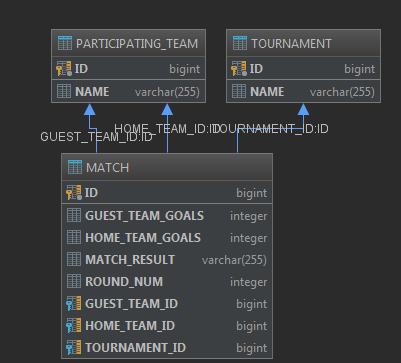 PARTICIPATING_TEAM
ID bigint
NAME varchar(255)
TOURNAMENT
ID bigint
NAME varchar(255)
GUEST_TEAM_ID:ID
HOME_TEAM_ID:ID
TOURNAMENT_ID:ID
MATCH
ID bigint
GUEST_TEAM_GOALS integer
HOME_TEAM_GOALS integer
MATCH_RESULT varchar(255)
ROUND_NUM integer
GUEST_TEAM_ID bigint
HOME_TEAM_ID bigint
TOURNAMENT_ID bigint